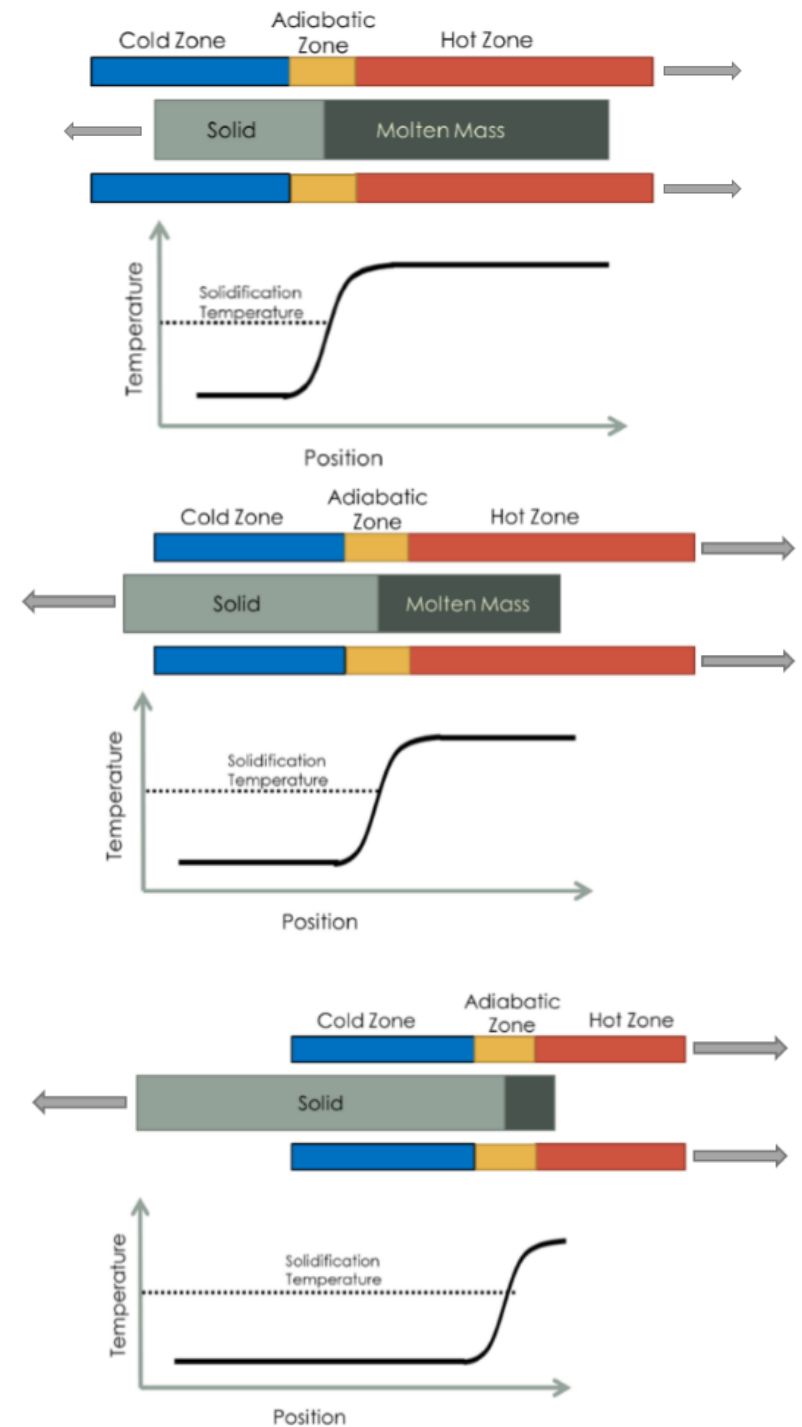 Cold Zone
Adiabatic
Zone
Hot Zone
Solid
Molten Mass
Temperature
Solidification
Temperature
Position
Cold Zone
Adiabatic
Zone
Hot Zone
Solid
Molten Mass
Temperature
Solidification
Temperature
Position
Cold Zone
Adiabatic
Zone
Hot Zone
Solid
Temperature
Solidification
Temperature
Position